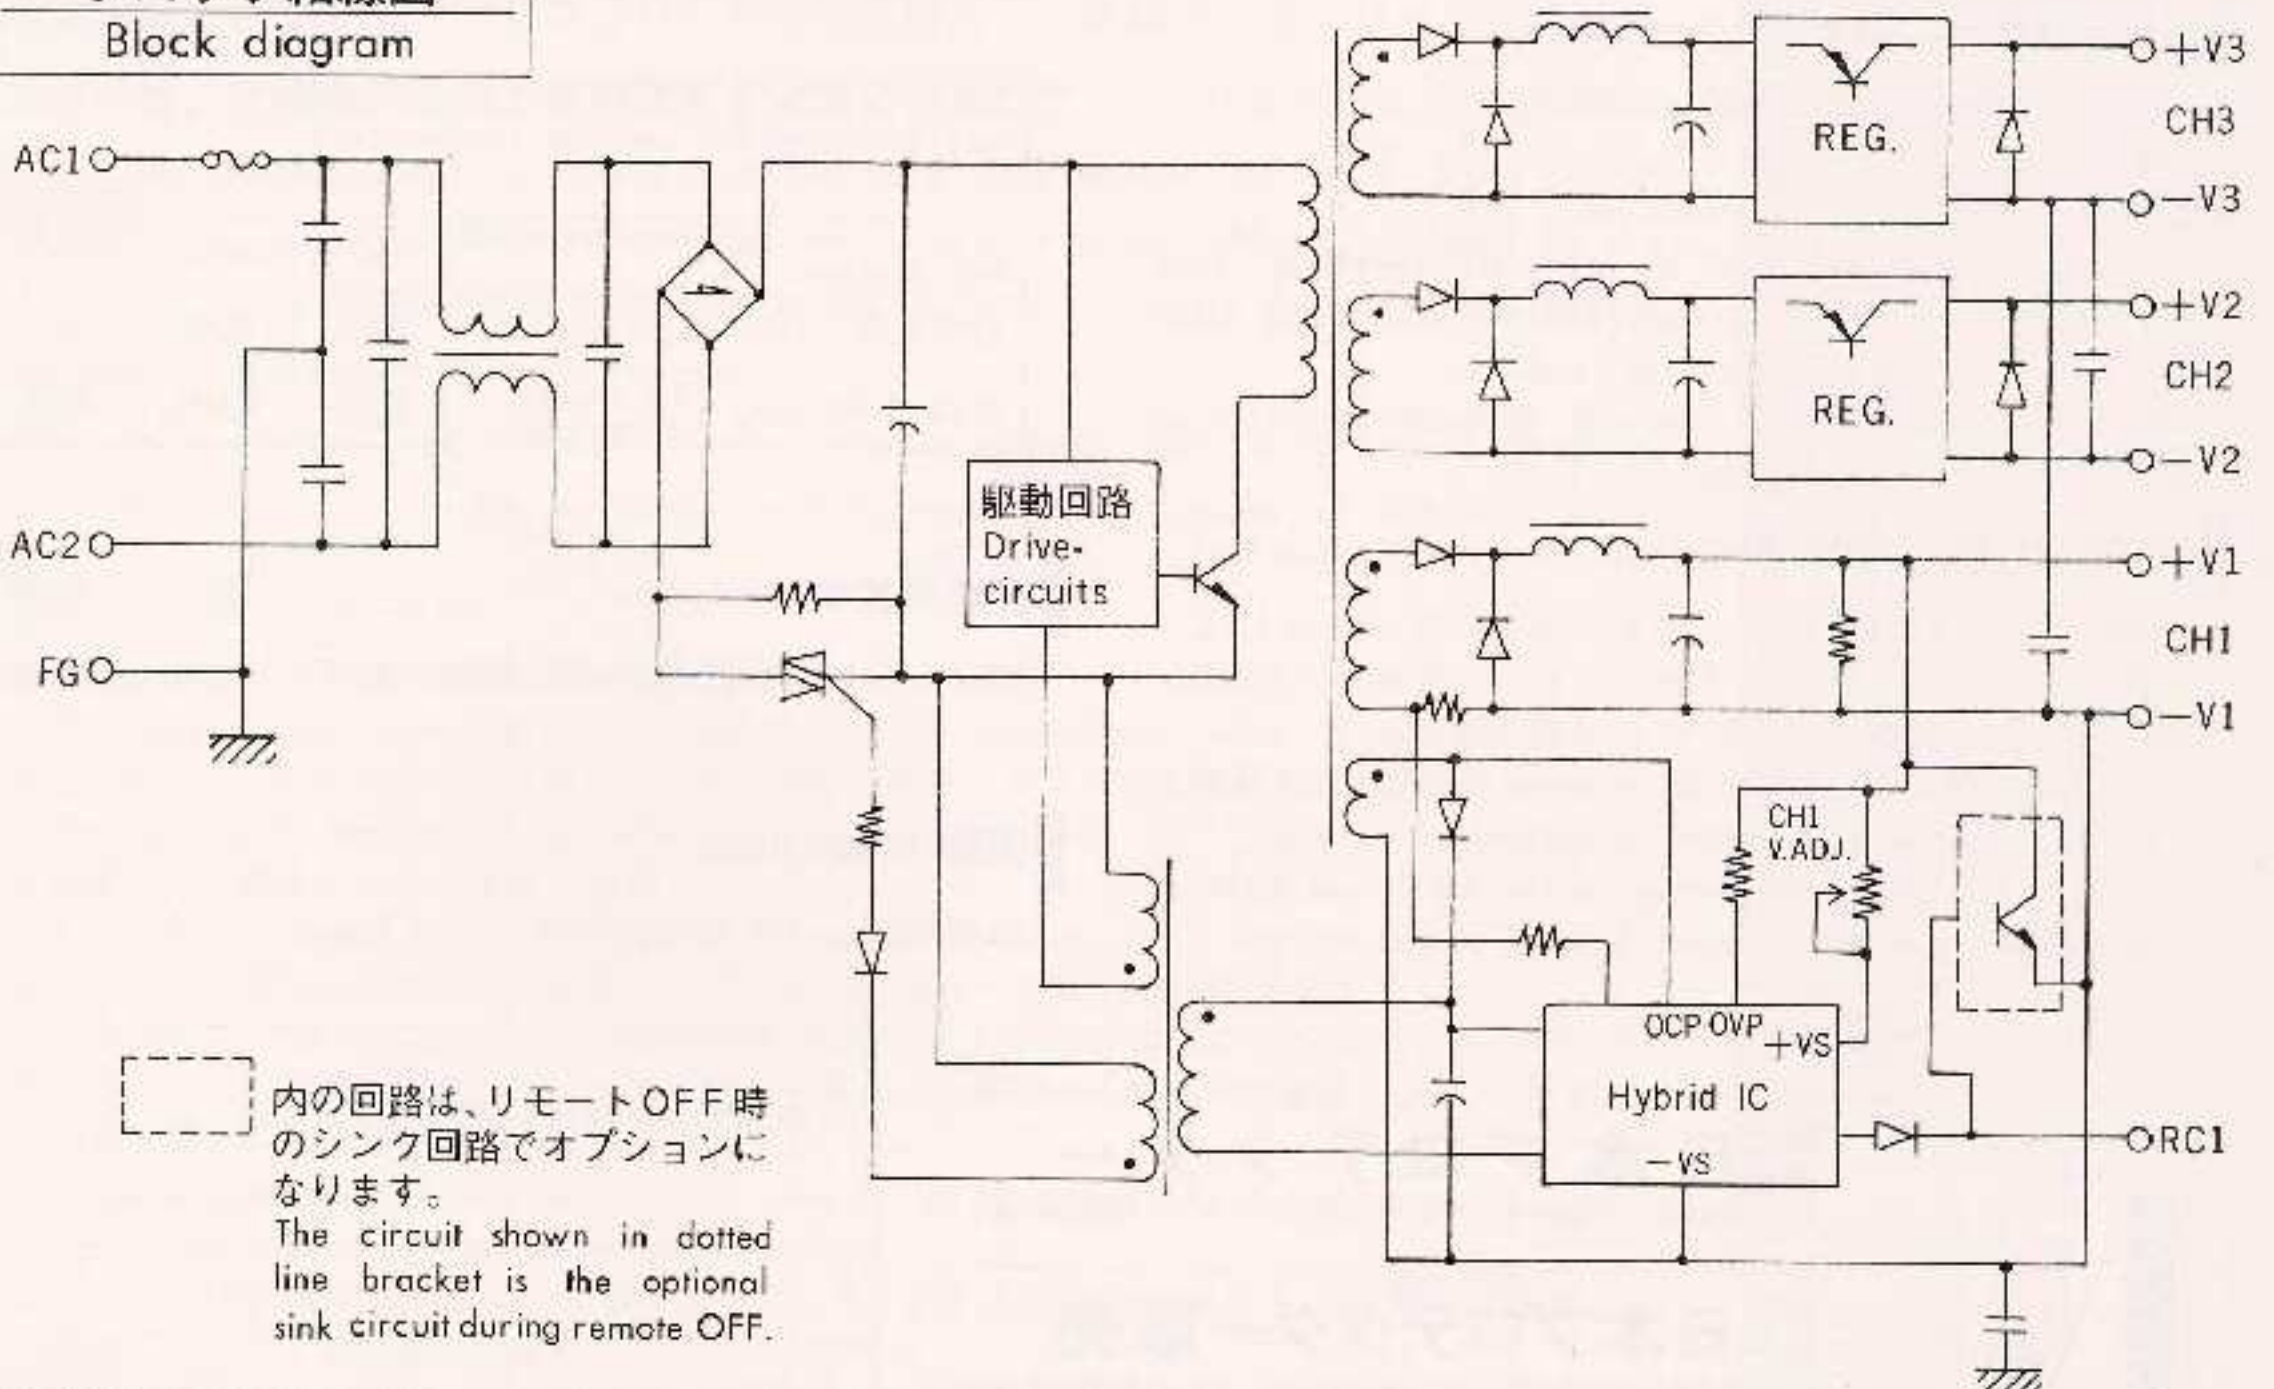 Block diagram
AC1
AC2
FG
駆動回路
Drive-
circuits
REG.
+V3
CH3
−V3
REG.
+V2
CH2
−V2
+V1
CH1
−V1
CH1
V.ADJ.
OCP OVP
+VS
Hybrid IC
−VS
RC1
内の回路は、リモートOFF時
のシンク回路でオプションに
なります。
The circuit shown in dotted
line bracket is the optional
sink circuit during remote OFF.